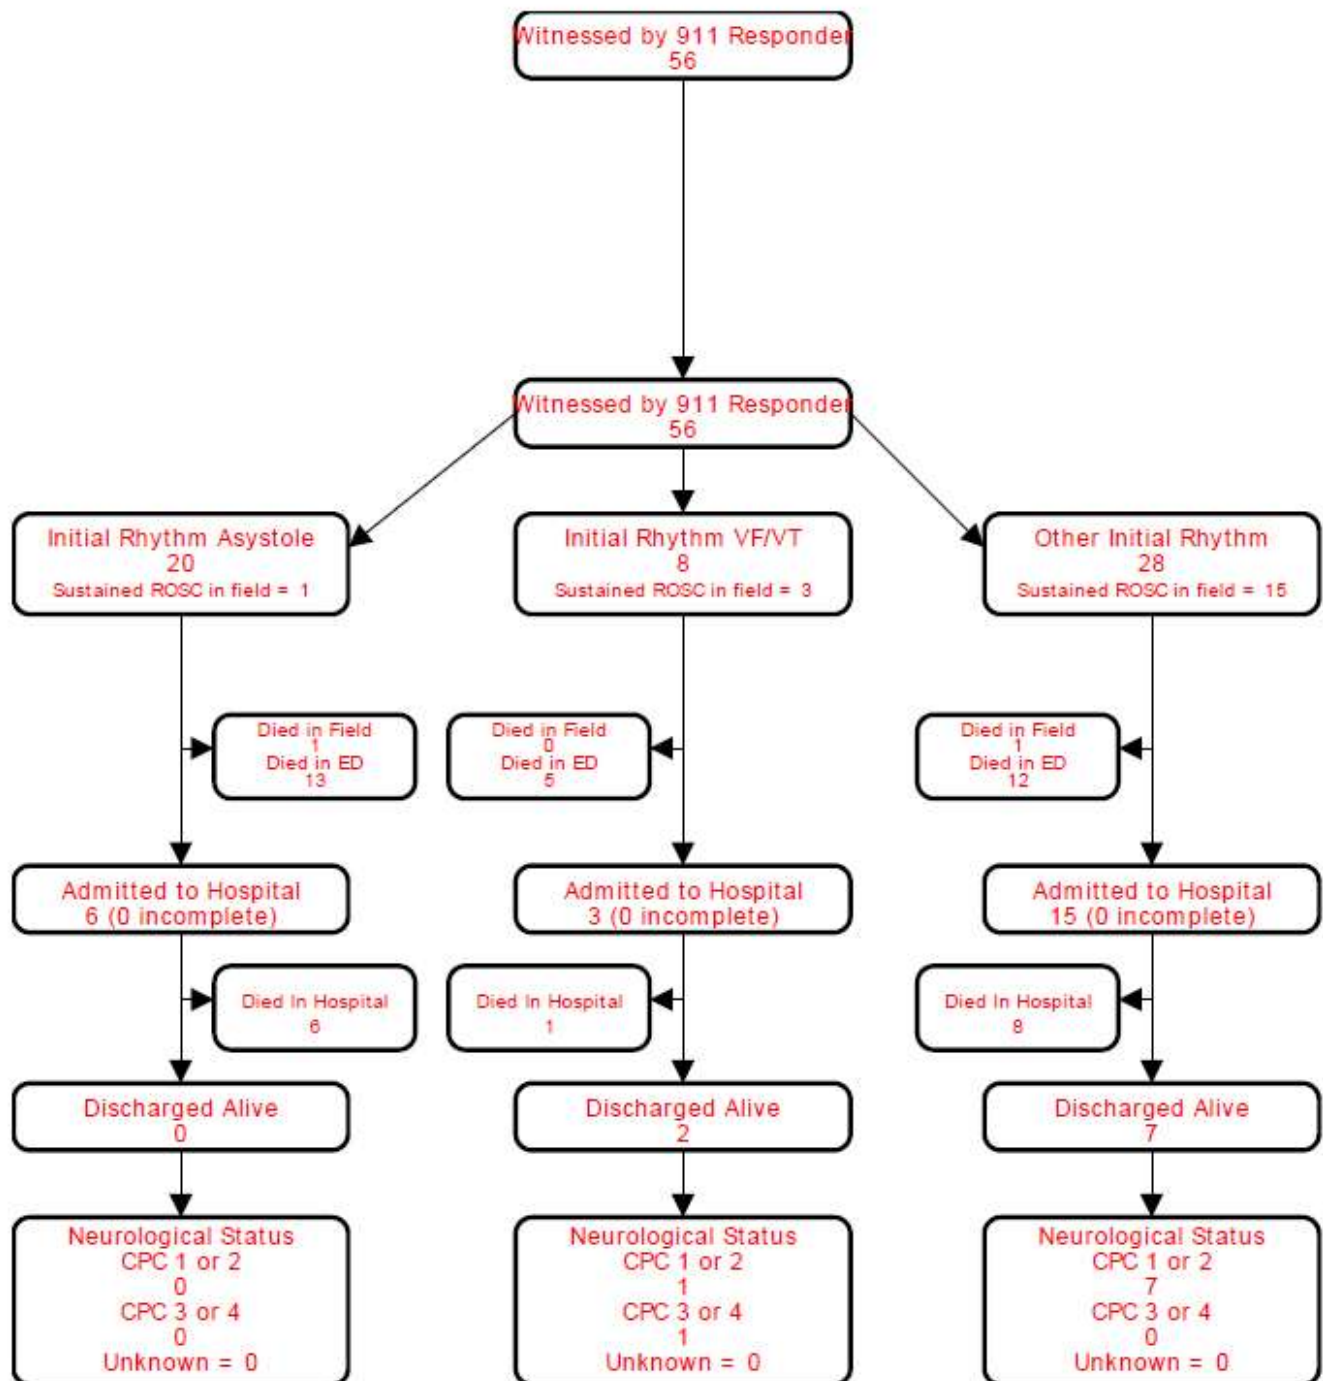 Witnessed by 911 Responder
56
Witnessed by 911 Responder
56
Initial Rhythm Asystole
20
Sustained ROSC in field = 1
Initial Rhythm VF/VT
8
Sustained ROSC in field = 3
Other Initial Rhythm
28
Sustained ROSC in field = 15
Died in Field
1
Died in ED
13
Died in Field
0
Died in ED
5
Died in Field
1
Died in ED
12
Admitted to Hospital
6 (0 incomplete)
Admitted to Hospital
3 (0 incomplete)
Admitted to Hospital
15 (0 incomplete)
Died In Hospital
6
Died In Hospital
1
Died In Hospital
8
Discharged Alive
0
Discharged Alive
2
Discharged Alive
7
Neurological Status
CPC 1 or 2
0
CPC 3 or 4
0
Unknown = 0
Neurological Status
CPC 1 or 2
1
CPC 3 or 4
1
Unknown = 0
Neurological Status
CPC 1 or 2
7
CPC 3 or 4
0
Unknown = 0